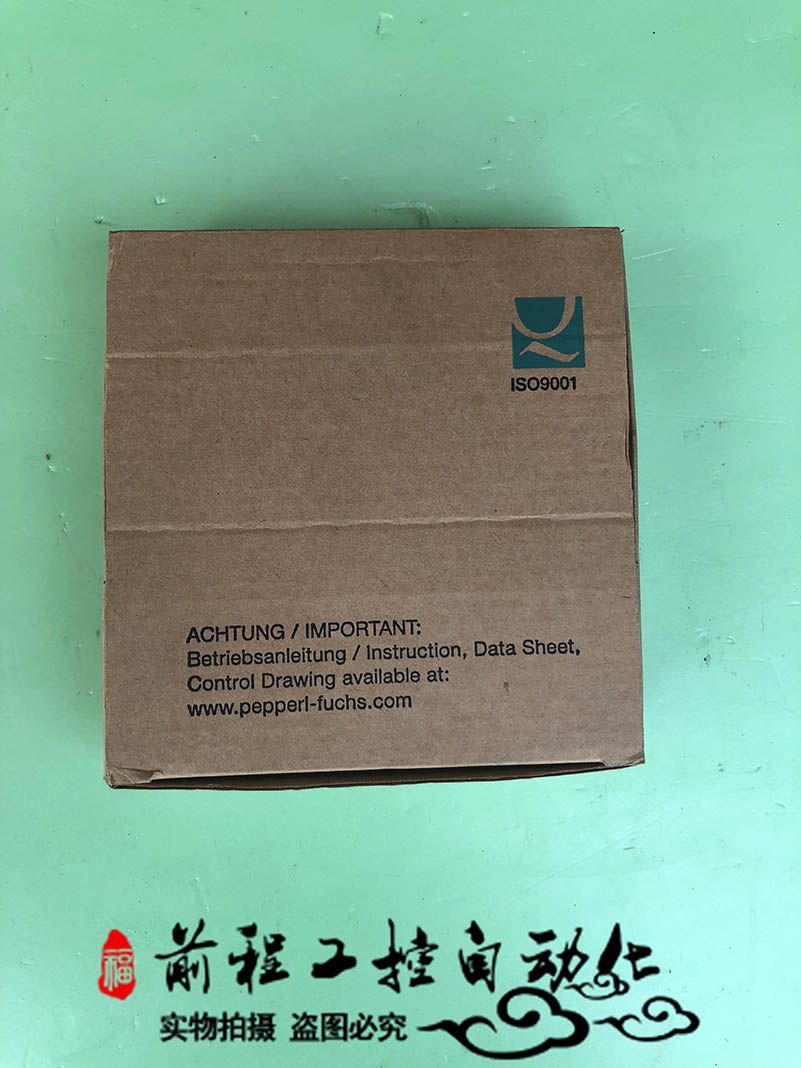 ISO9001
ACHTUNG / IMPORTANT:
Betriebsanleitung / Instruction, Data Sheet,
Control Drawing available at:
www.pepperl-fuchs.com
福 前程工控自动化
实物拍摄 盗图必究